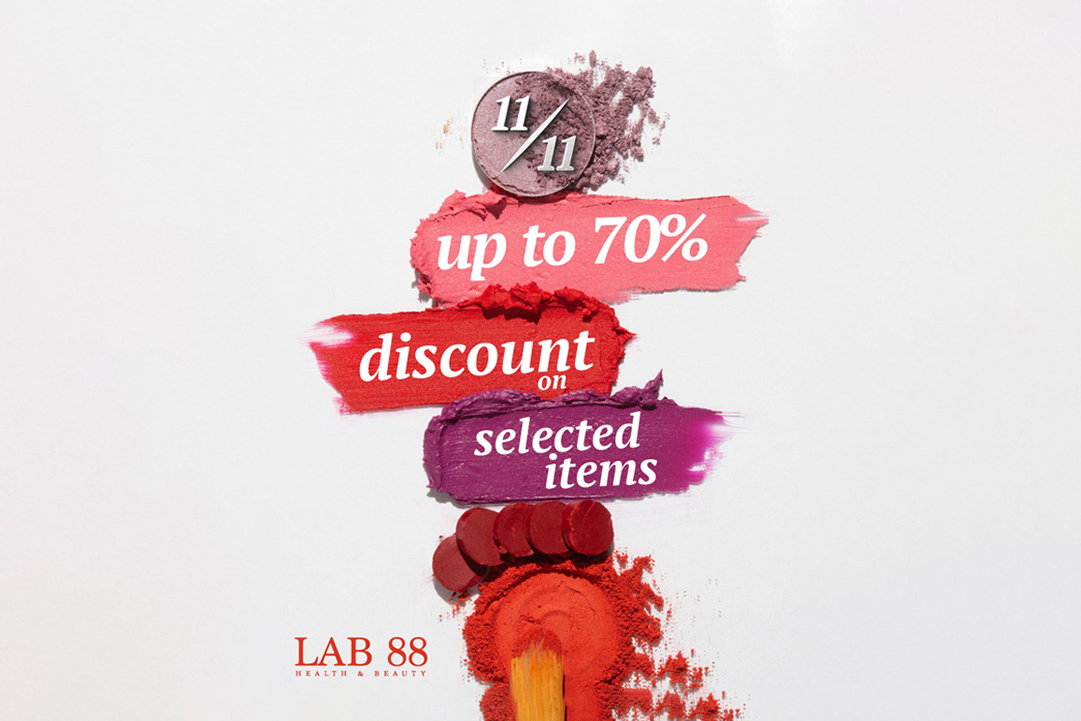 11/11
up to 70%
discount
on
selected
items
LAB 88
HEALTH & BEAUTY